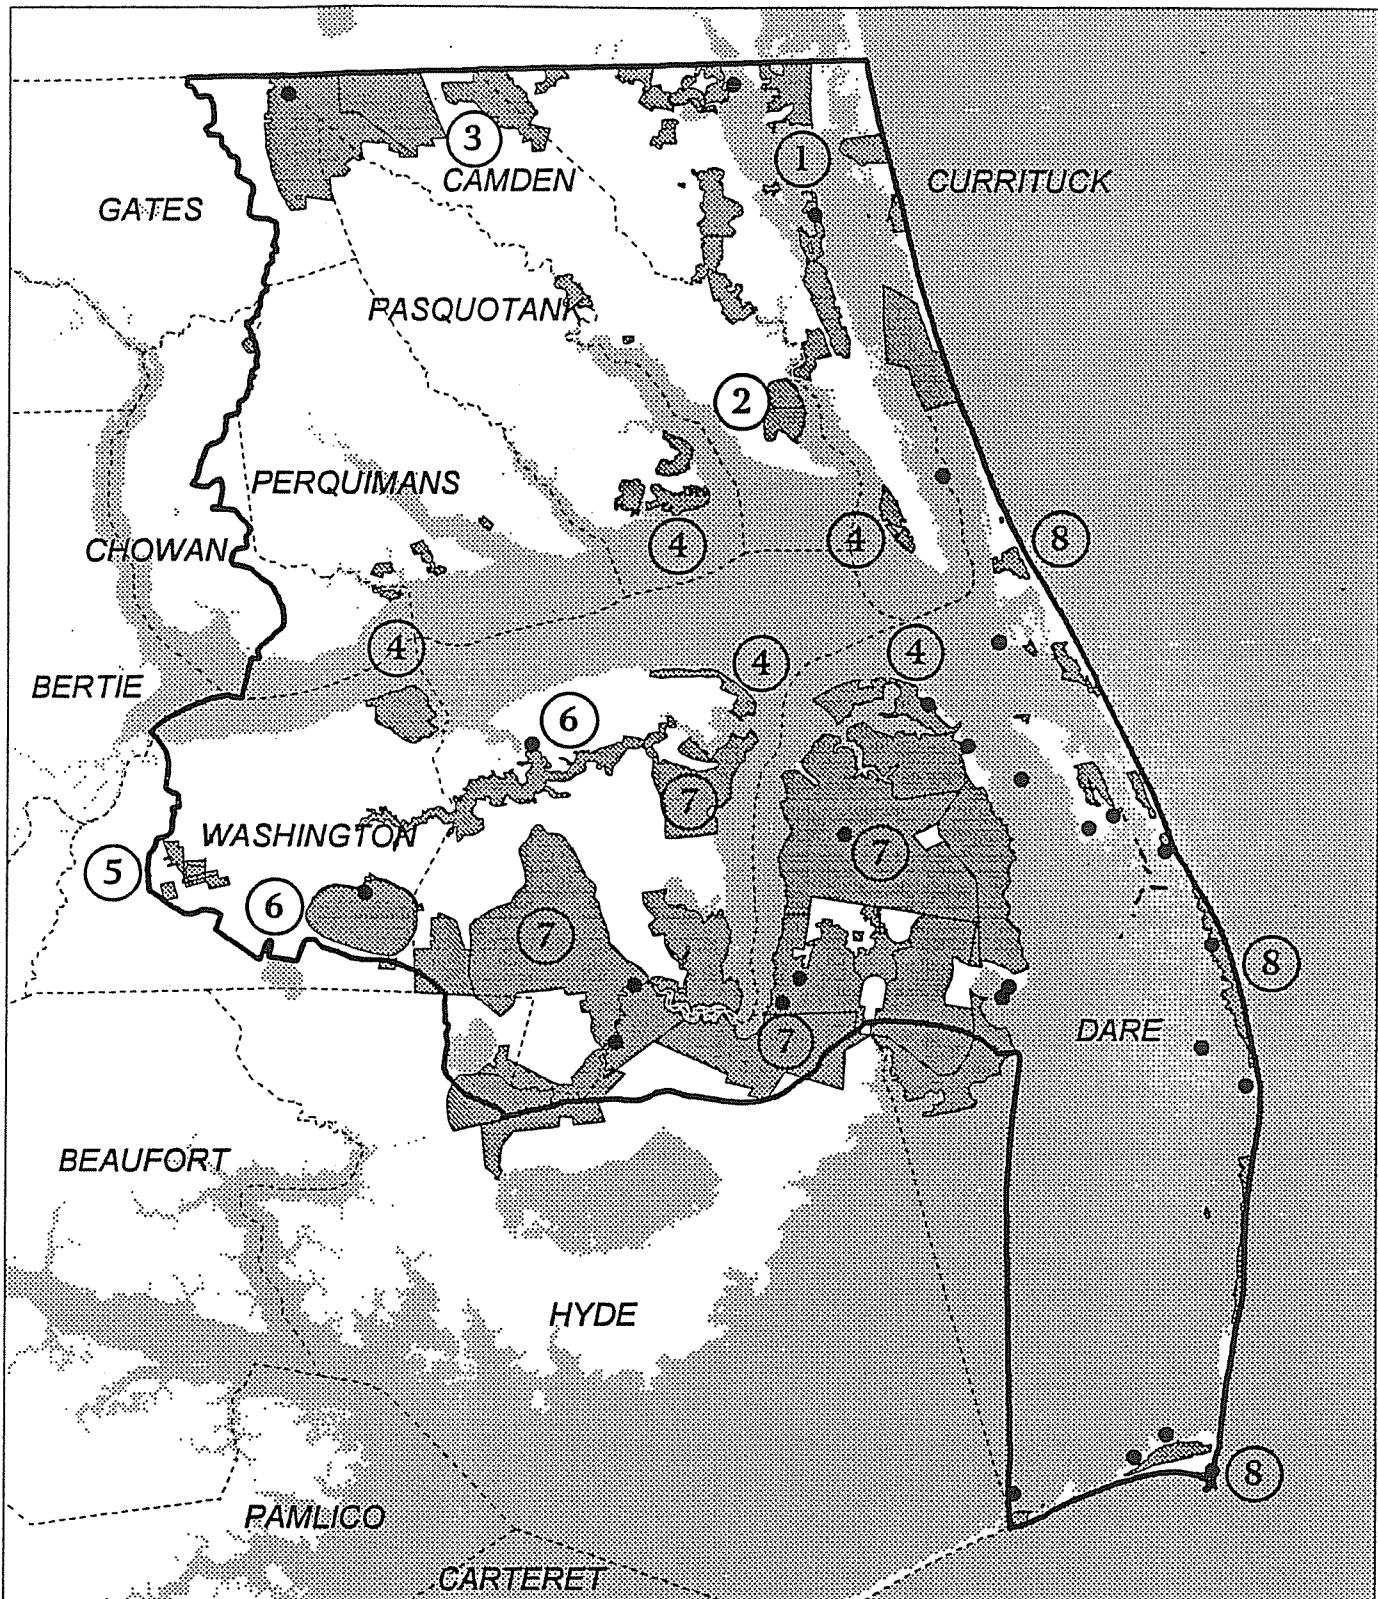 3
1
CAMDEN
CURRITUCK
GATES
PASQUOTANK
2
PERQUIMANS
CHOWAN
4
4
8
4
4
4
BERTIE
6
7
WASHINGTON
7
5
6
7
8
7
DARE
BEAUFORT
HYDE
8
PAMLICO
CARTERET